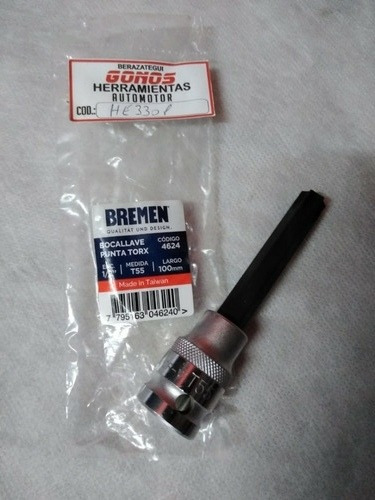 BERAZATEGUI
GONOS
HERRAMIENTAS
AUTOMOTOR
COD.:
BREMEN
QUALITÄT UND DESIGN.
BOCALLAVE
PUNTA TORX
CÓDIGO
4624
MEDIDA
T55
LARGO
100mm
Made in Taiwan
7 795163 046240 >